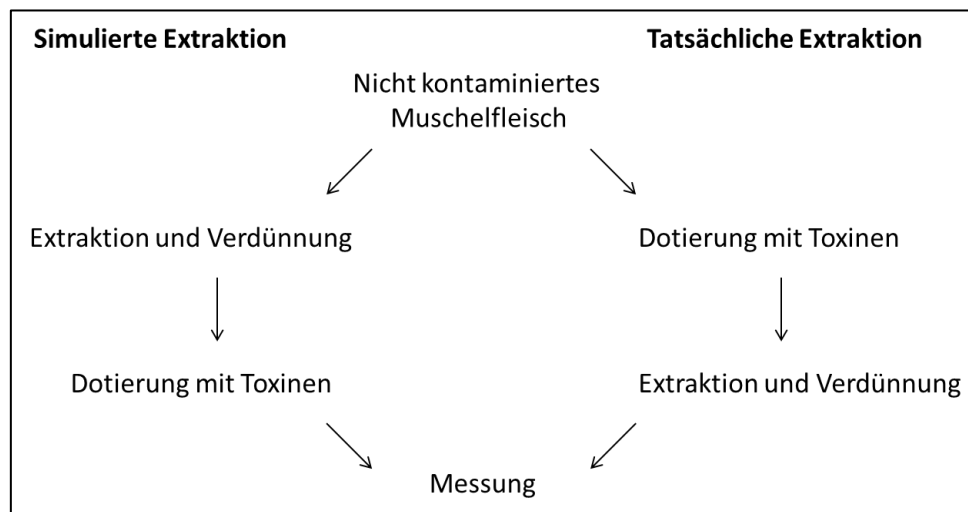 Simulierte Extraktion
Tatsächliche Extraktion
Nicht kontaminiertes
Muschelfleisch
Extraktion und Verdünnung
Dotierung mit Toxinen
Dotierung mit Toxinen
Extraktion und Verdünnung
Messung